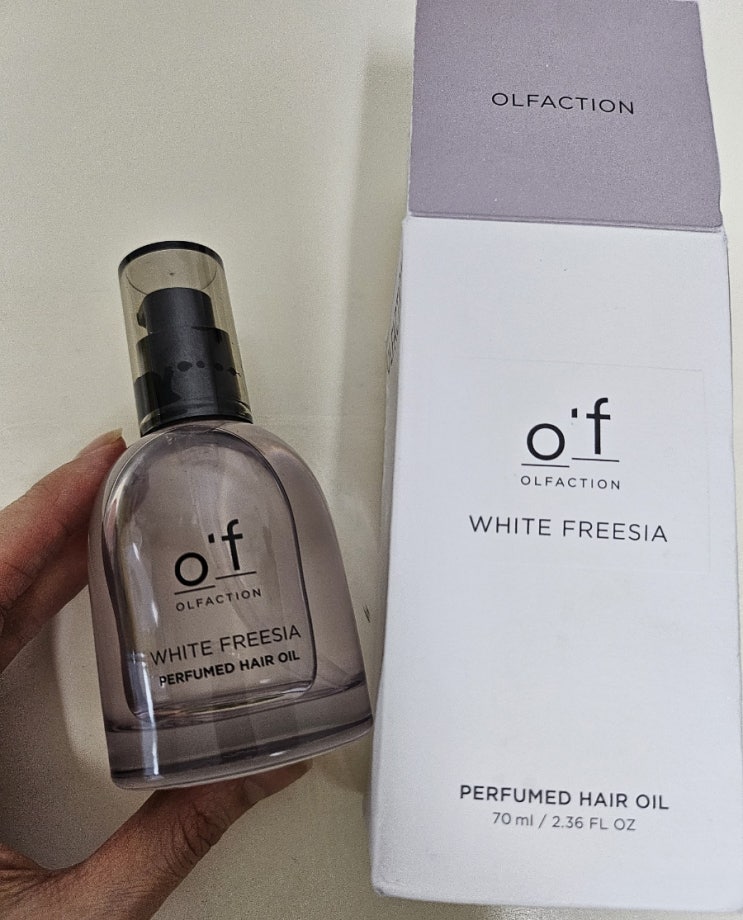 o'f
OLFACTION
WHITE FREESIA
PERFUMED HAIR OIL
OLFACTION
o'f
OLFACTION
WHITE FREESIA
PERFUMED HAIR OIL
70 ml / 2.36 FL OZ